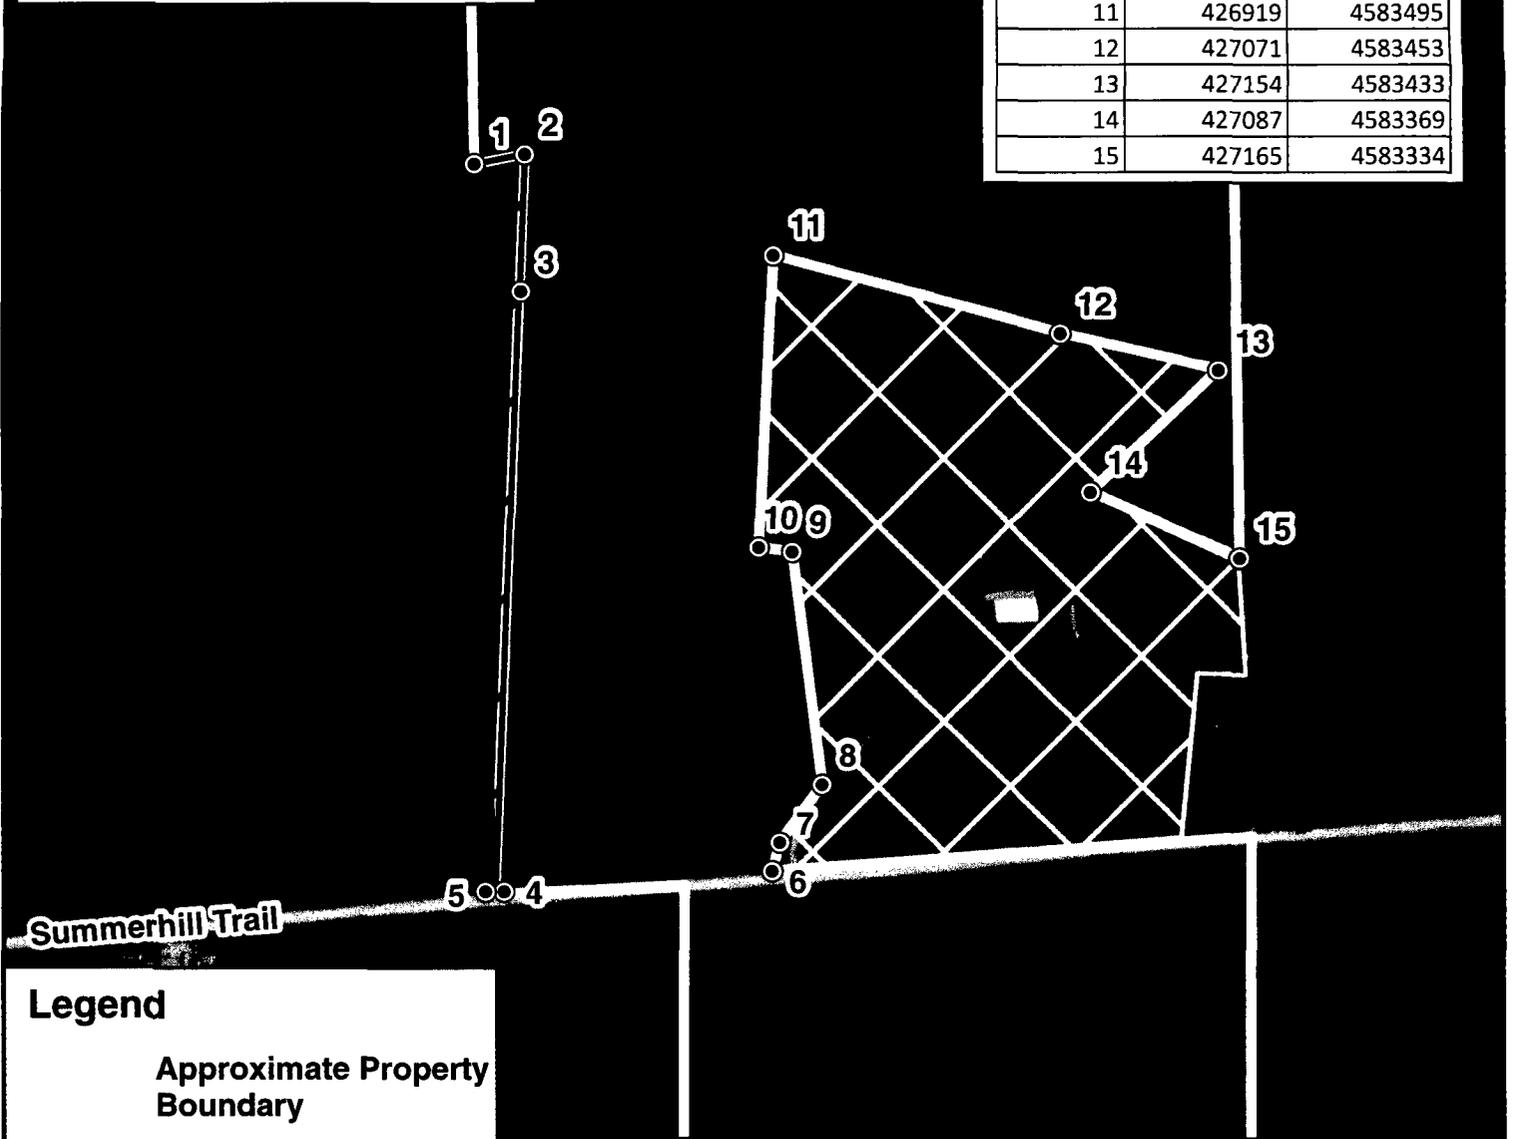 11 426919 4583495
12 427071 4583453
13 427154 4583433
14 427087 4583369
15 427165 4583334
1
2
3
11
12
13
14
10 9
15
8
7
6
5 4
Summerhill Trail
Legend
Approximate Property
Boundary